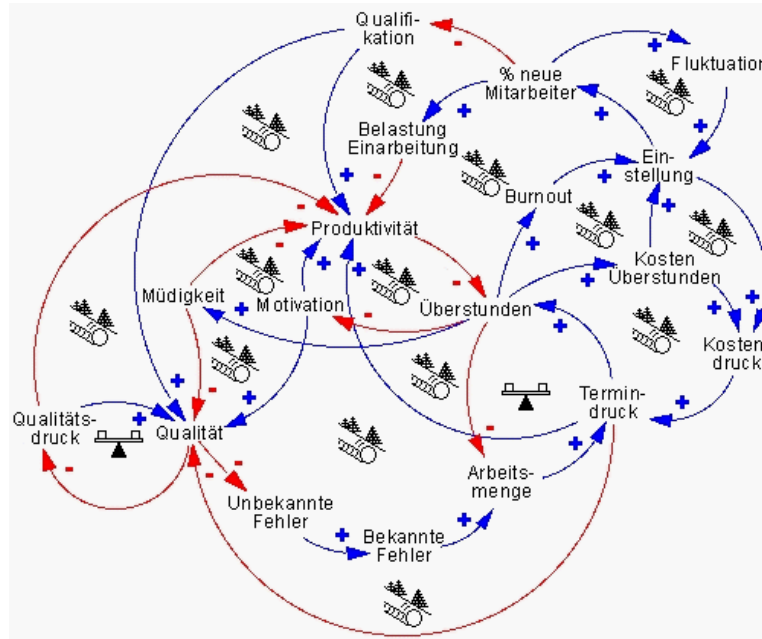 Qualifi-
kation
% neue
Mitarbeiter
Fluktuation
Belastung
Einarbeitung
Ein-
stellung
Burnout
Produktivität
Kosten
Überstunden
Müdigkeit
Motivation
Überstunden
Kosten
druck
Termin-
druck
Qualitäts-
druck
Qualität
Arbeits-
menge
Unbekannte
Fehler
Bekannte
Fehler